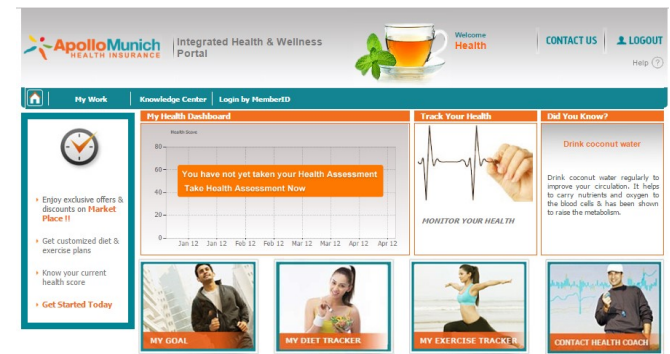 ApolloMunich
HEALTH INSURANCE
Integrated Health & Wellness
Portal
Welcome
Health
CONTACT US
LOGOUT
Help ?
My Work
Knowledge Center
Login by MemberID
Enjoy exclusive offers &
discounts on Market
Place !!
Get customized diet &
exercise plans
Know your current
health score
Get Started Today
My Health Dashboard
Health Score
80
60
40
20
0
You have not yet taken your Health Assessment
Take Health Assessment Now
Jan 12 Jan 12 Feb 12 Feb 12 Mar 12 Mar 12 Apr 12 Apr 12
Track Your Health
MONITOR YOUR HEALTH
Did You Know?
Drink coconut water
Drink coconut water regularly to
improve your circulation. It helps
to carry nutrients and oxygen to
the blood cells & has been shown
to raise the metabolism.
MY GOAL
MY DIET TRACKER
MY EXERCISE TRACKER
CONTACT HEALTH COACH